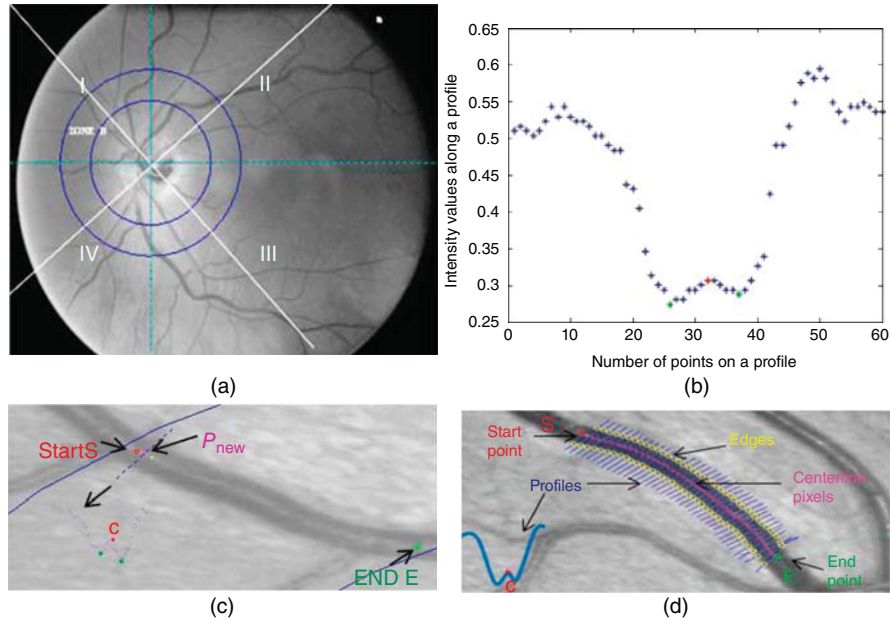 I
II
ZONE B
IV
III
(a)
0.65
0.6
0.55
0.5
0.45
0.4
0.35
0.3
0.25
0
10
20
30
40
50
60
Intensity values along a profile
Number of points on a profile
(b)
StartS
Pnew
C
END E
(c)
S
Start
point
Edges
Profiles
Centerline
pixels
C
E
End
point
(d)